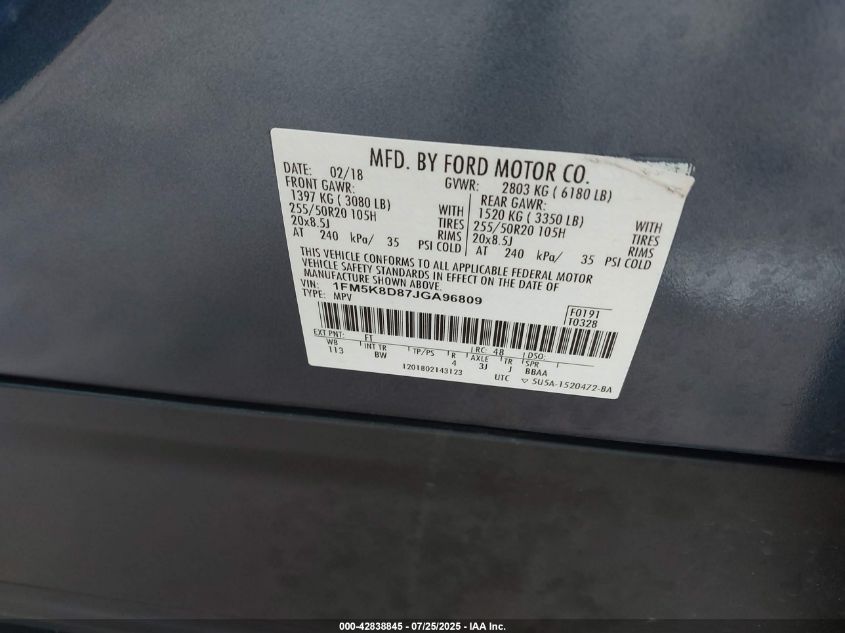 MFD. BY FORD MOTOR CO.
DATE: 02/18 GVWR: 2803 KG ( 6180 LB)
FRONT GAWR: REAR GAWR:
1397 KG ( 3080 LB) WITH 1520 KG ( 3350 LB) WITH
255/50R20 105H TIRES 255/50R20 105H TIRES
20x8.5J RIMS 20x8.5J RIMS
AT 240 kPa/ 35 PSI COLD AT 240 kPa/ 35 PSI COLD
THIS VEHICLE CONFORMS TO ALL APPLICABLE FEDERAL MOTOR
VEHICLE SAFETY STANDARDS IN EFFECT ON THE DATE OF
MANUFACTURE SHOWN ABOVE.
VIN: 1FM5K8D87JGA96809
TYPE: MPV
F0191
T0328
EXT PNT: FT RC: 48 DSO:
WB INT TR TP/PS R AXLE TR SPR
113 BW 4 3J J BBAA
1201802143123 UTC ▽ 5U5A-1520472-BA
000-42838845 - 07/25/2025 - IAA Inc.